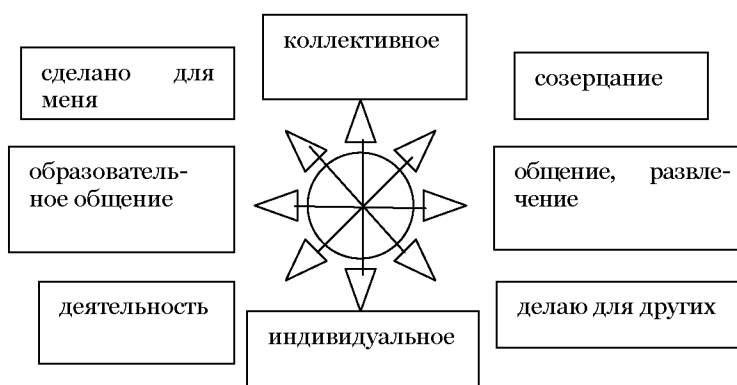 коллективное
сделано для
меня
созерцание
образователь-
ное общение
общение, развле-
чение
деятельность
индивидуальное
делаю для других